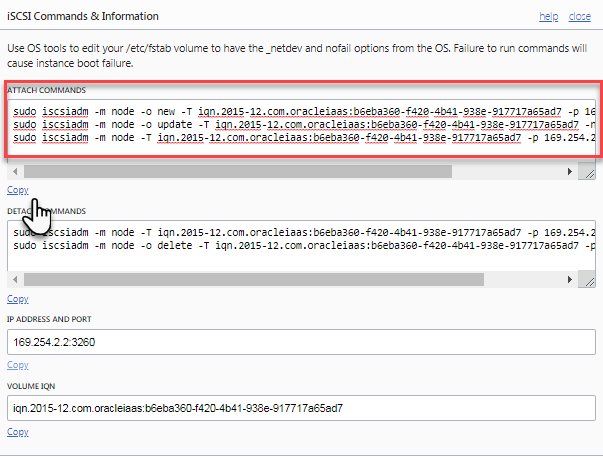 iSCSI Commands & Information
help close
Use OS tools to edit your /etc/fstab volume to have the _netdev and nofail options from the OS. Failure to run commands will
cause instance boot failure.
ATTACH COMMANDS
sudo iscsiadm -m node -o new -T iqn.2015-12.com.oracleiaas:b6eba360-f420-4b41-938e-917717a65ad7 -p 16
sudo iscsiadm -m node -o update -T iqn.2015-12.com.oracleiaas:b6eba360-f420-4b41-938e-917717a65ad7 -n
sudo iscsiadm -m node -T iqn.2015-12.com.oracleiaas:b6eba360-f420-4b41-938e-917717a65ad7 -p 169.254.2
Copy
DETACH COMMANDS
sudo iscsiadm -m node -T iqn.2015-12.com.oracleiaas:b6eba360-f420-4b41-938e-917717a65ad7 -p 169.254.2
sudo iscsiadm -m node -o delete -T iqn.2015-12.com.oracleiaas:b6eba360-f420-4b41-938e-917717a65ad7 -p
Copy
IP ADDRESS AND PORT
169.254.2.2:3260
Copy
VOLUME IQN
iqn.2015-12.com.oracleiaas:b6eba360-f420-4b41-938e-917717a65ad7
Copy